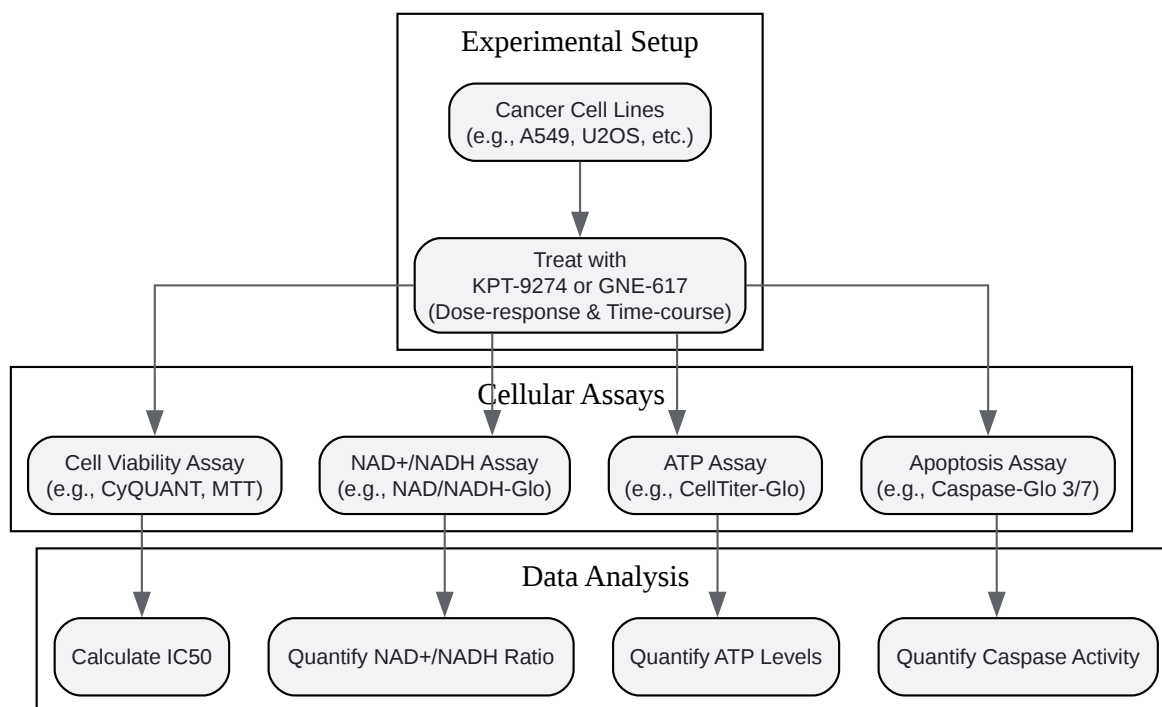 Experimental Setup
Cancer Cell Lines
(e.g., A549, U2OS, etc.)
Treat with
KPT-9274 or GNE-617
(Dose-response & Time-course)
Cellular Assays
Cell Viability Assay
(e.g., CyQUANT, MTT)
NAD+/NADH Assay
(e.g., NAD/NADH-Glo)
ATP Assay
(e.g., CellTiter-Glo)
Apoptosis Assay
(e.g., Caspase-Glo 3/7)
Data Analysis
Calculate IC50
Quantify NAD+/NADH Ratio
Quantify ATP Levels
Quantify Caspase Activity